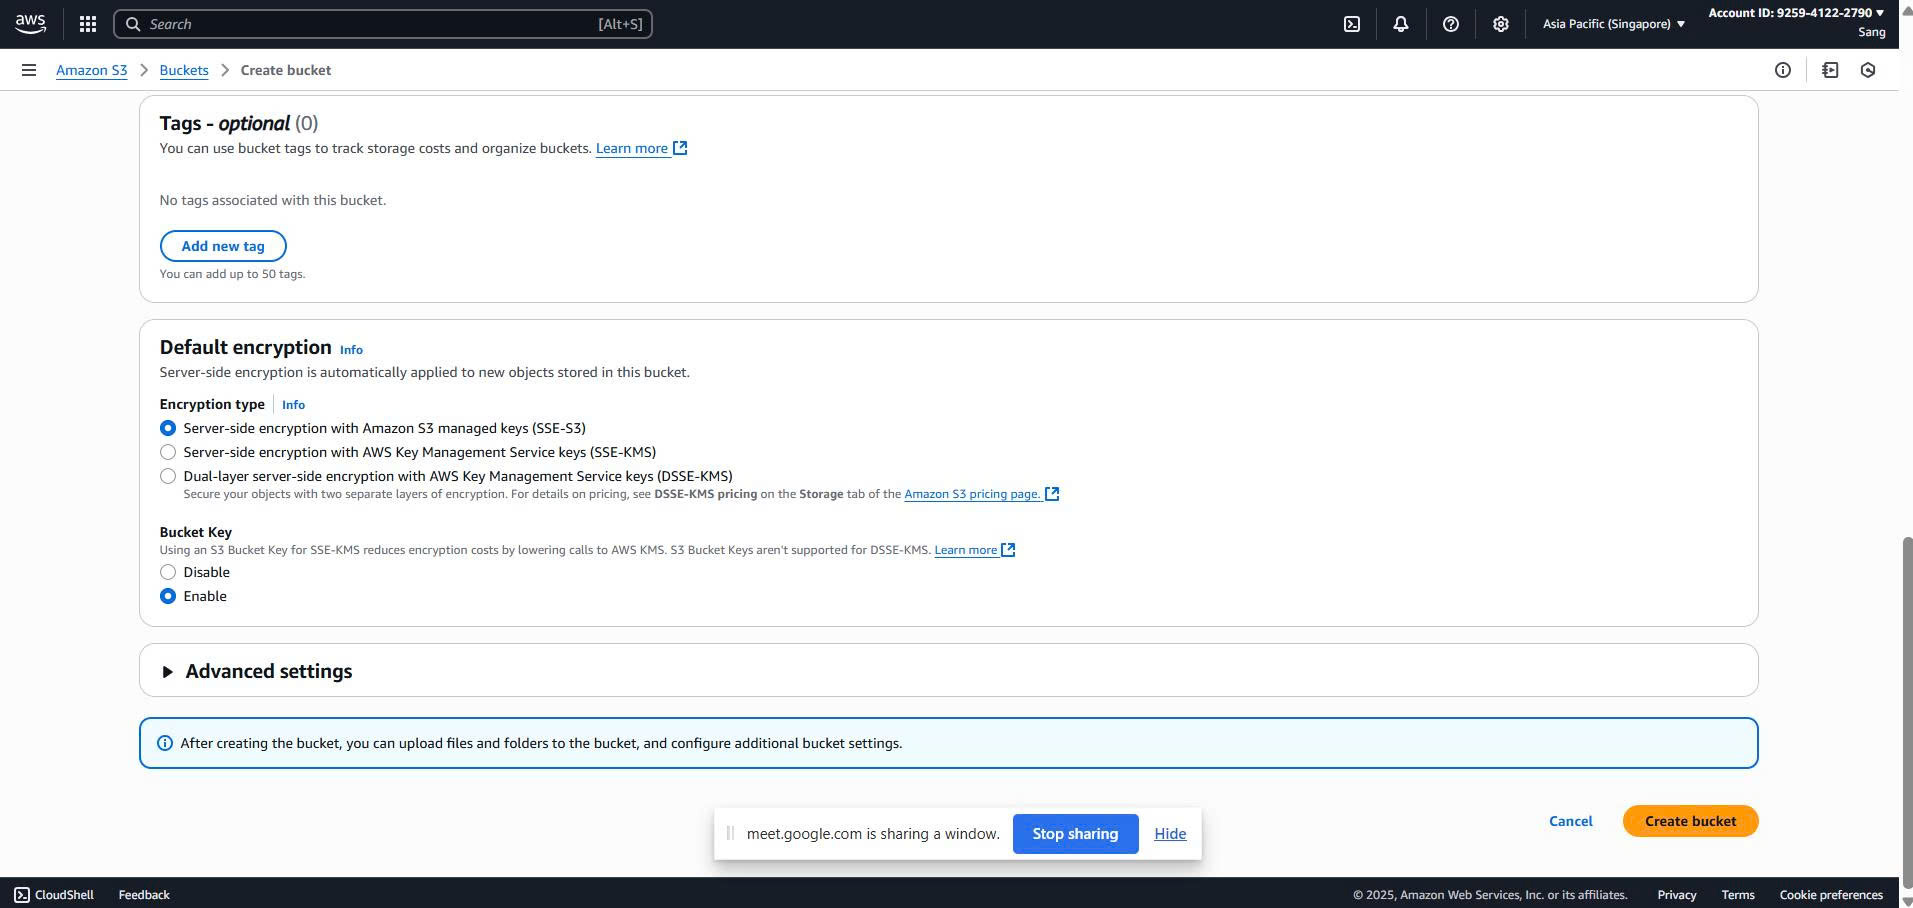 aws
Search [Alt+S]
Asia Pacific (Singapore) ▼
Account ID: 9259-4122-2790 ▼
Sang
Amazon S3 > Buckets > Create bucket
Tags - optional (0)
You can use bucket tags to track storage costs and organize buckets. Learn more
No tags associated with this bucket.
Add new tag
You can add up to 50 tags.
Default encryption Info
Server-side encryption is automatically applied to new objects stored in this bucket.
Encryption type Info
Server-side encryption with Amazon S3 managed keys (SSE-S3)
Server-side encryption with AWS Key Management Service keys (SSE-KMS)
Dual-layer server-side encryption with AWS Key Management Service keys (DSSE-KMS)
Secure your objects with two separate layers of encryption. For details on pricing, see DSSE-KMS pricing on the Storage tab of the Amazon S3 pricing page.
Bucket Key
Using an S3 Bucket Key for SSE-KMS reduces encryption costs by lowering calls to AWS KMS. S3 Bucket Keys aren't supported for DSSE-KMS. Learn more
Disable
Enable
Advanced settings
After creating the bucket, you can upload files and folders to the bucket, and configure additional bucket settings.
Cancel Create bucket
meet.google.com is sharing a window. Stop sharing Hide
CloudShell Feedback © 2025, Amazon Web Services, Inc. or its affiliates. Privacy Terms Cookie preferences